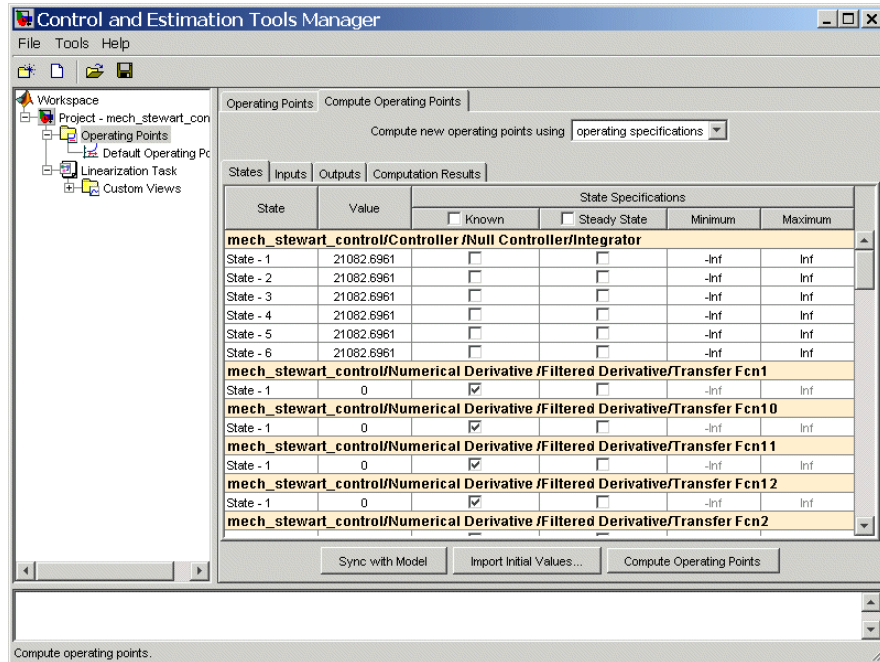 Control and Estimation Tools Manager
File Tools Help
Workspace
Project - mech_stewart_con
Operating Points
Default Operating Po
Linearization Task
Custom Views
Operating Points Compute Operating Points
Compute new operating points using operating specifications
States Inputs Outputs Computation Results
State Value State Specifications
Known Steady State Minimum Maximum
mech_stewart_control/Controller /Null Controller/Integrator
State - 1 21082.6961 -Inf Inf
State - 2 21082.6961 -Inf Inf
State - 3 21082.6961 -Inf Inf
State - 4 21082.6961 -Inf Inf
State - 5 21082.6961 -Inf Inf
State - 6 21082.6961 -Inf Inf
mech_stewart_control/Numerical Derivative /Filtered Derivative/Transfer Fcn1
State - 1 0 -Inf Inf
mech_stewart_control/Numerical Derivative /Filtered Derivative/Transfer Fcn10
State - 1 0 -Inf Inf
mech_stewart_control/Numerical Derivative /Filtered Derivative/Transfer Fcn11
State - 1 0 -Inf Inf
mech_stewart_control/Numerical Derivative /Filtered Derivative/Transfer Fcn12
State - 1 0 -Inf Inf
mech_stewart_control/Numerical Derivative /Filtered Derivative/Transfer Fcn2
Sync with Model Import Initial Values... Compute Operating Points
Compute operating points.